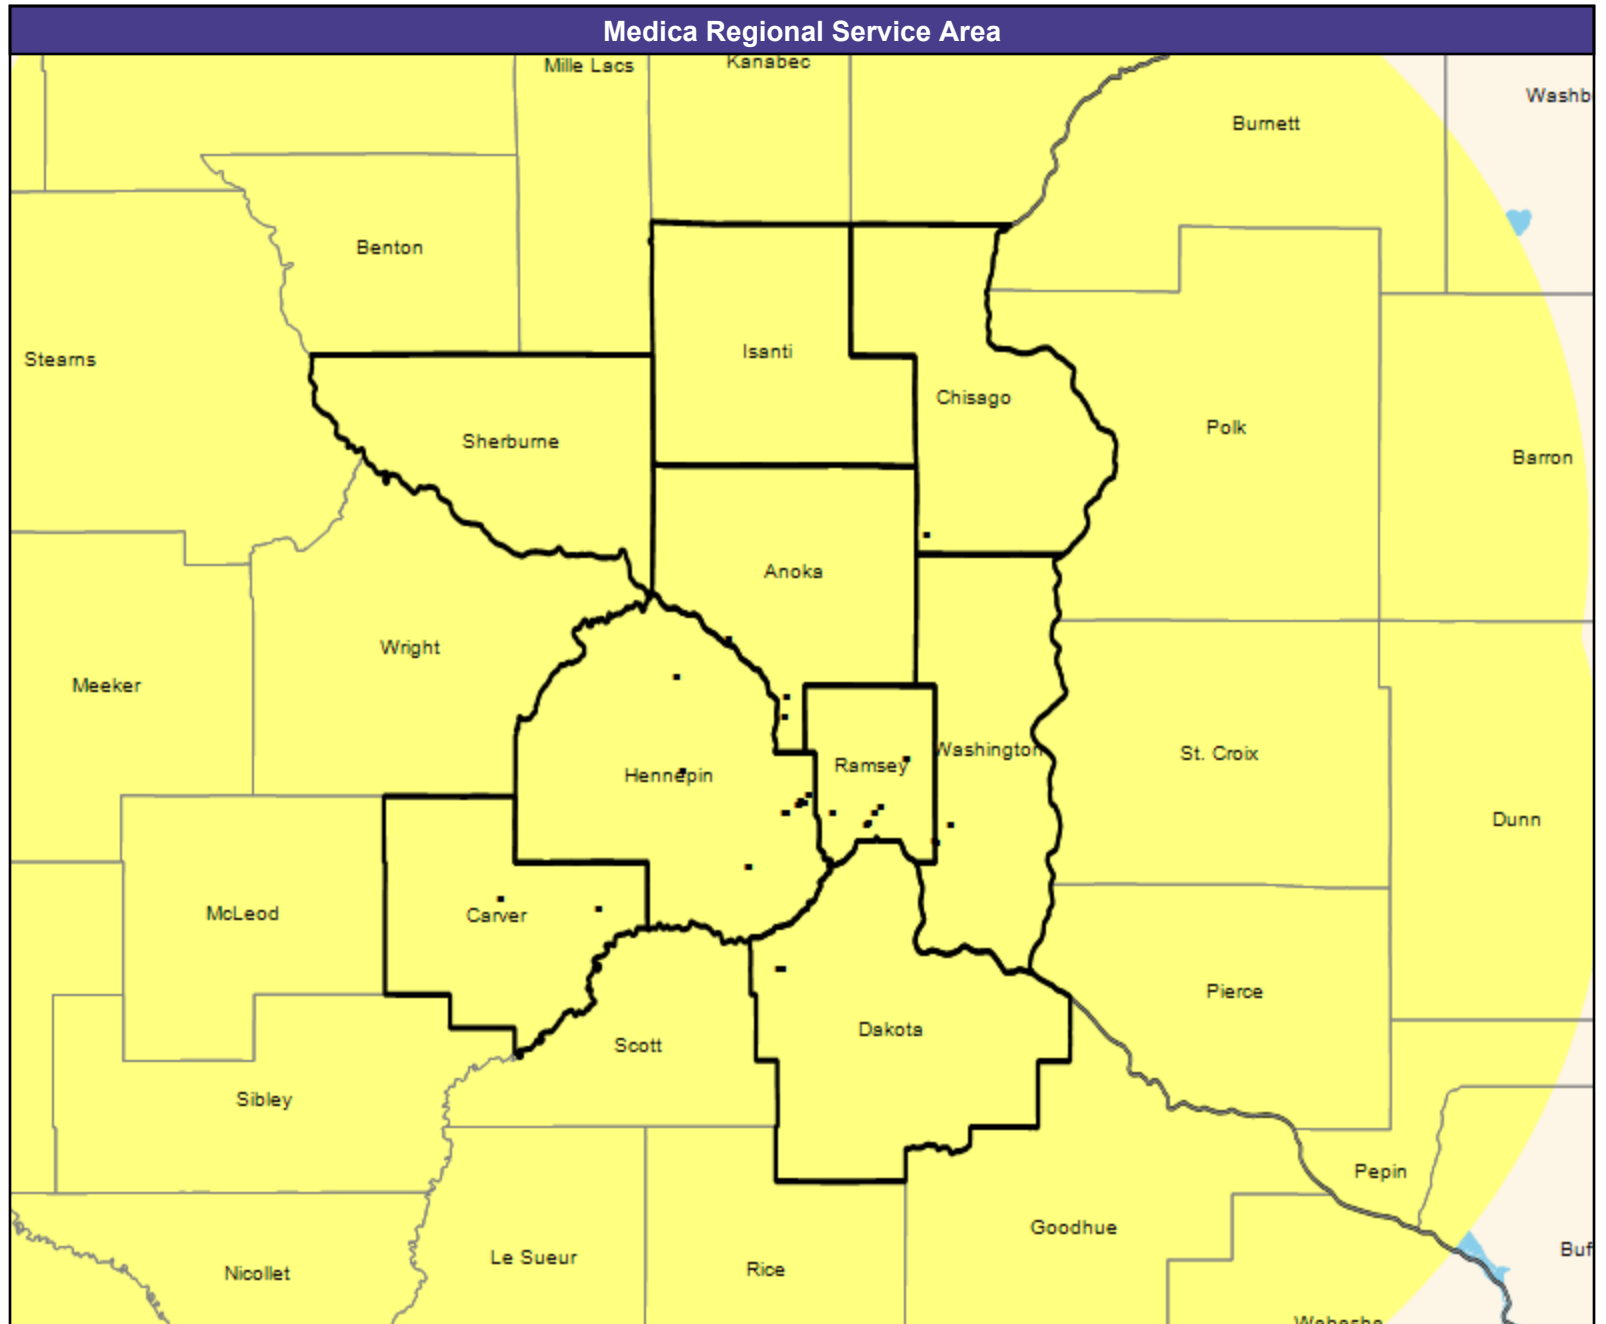 Medica Regional Service Area
Mille Lacs
Kanabec
Washb
Burnett
Benton
Isanti
Stearns
Chisago
Sherburne
Polk
Barron
Anoka
Wright
Meeker
Washington
St. Croix
Ramsey
Hennepin
Dunn
McLeod
Carver
Pierce
Dakota
Scott
Sibley
Pepin
Goodhue
Buf
Le Sueur
Rice
Nicollet